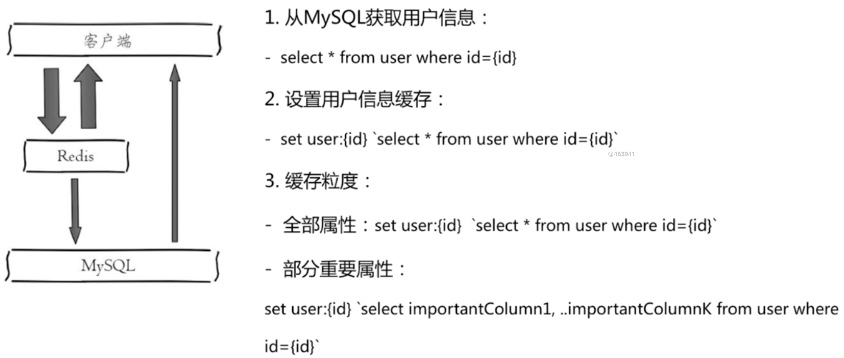 客户端
Redis
MySQL
1. 从MySQL获取用户信息：
- select * from user where id={id}
2. 设置用户信息缓存：
- set user:{id} `select * from user where id={id}`
3. 缓存粒度：
- 全部属性：set user:{id} `select * from user where id={id}`
- 部分重要属性：
set user:{id} `select importantColumn1, ..importantColumnK from user where
id={id}`